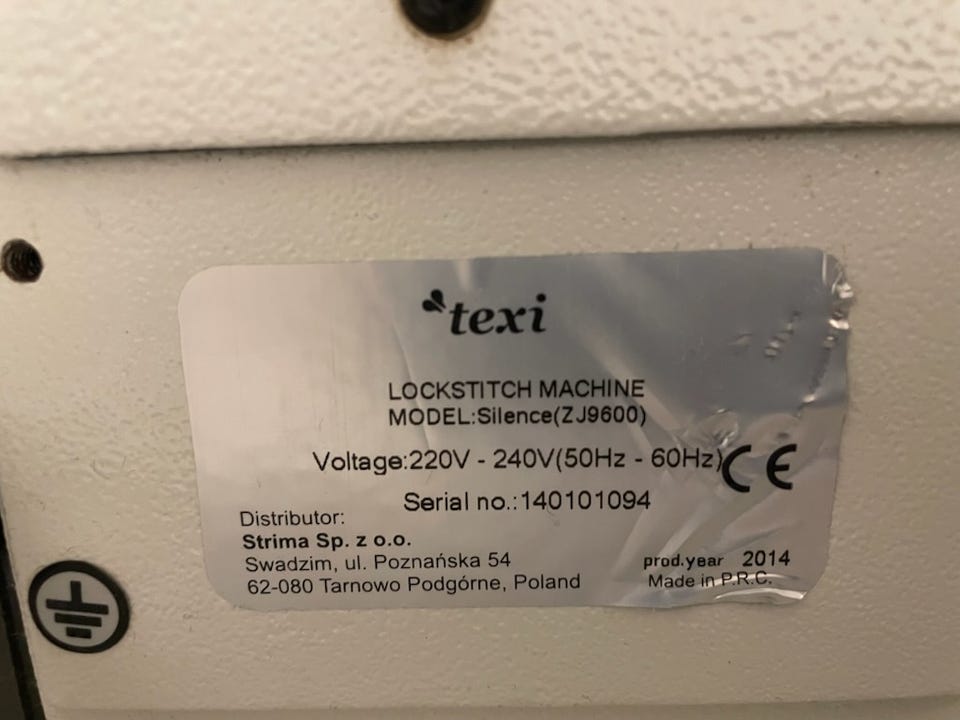 texi
LOCKSTITCH MACHINE
MODEL:Silence(ZJ9600)
Voltage:220V - 240V(50Hz - 60Hz) CE
Serial no.:140101094
Distributor:
Strima Sp. z o.o.
Swadzim, ul. Poznańska 54
62-080 Tarnowo Podgórne, Poland
prod.year 2014
Made in P.R.C.